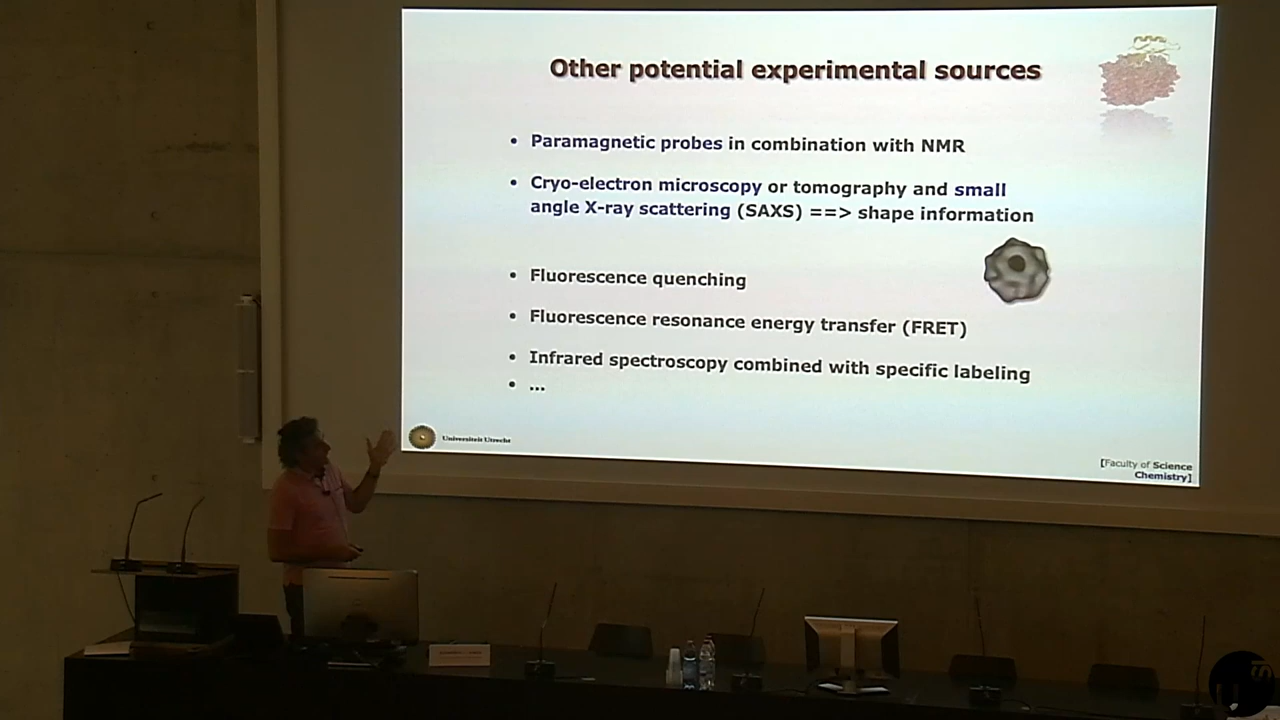 Other potential experimental sources
• Paramagnetic probes in combination with NMR
• Cryo-electron microscopy or tomography and small
angle X-ray scattering (SAXS) ==> shape information
• Fluorescence quenching
• Fluorescence resonance energy transfer (FRET)
• Infrared spectroscopy combined with specific labeling
• ...
Universiteit Utrecht
[Faculty of Science
Chemistry]